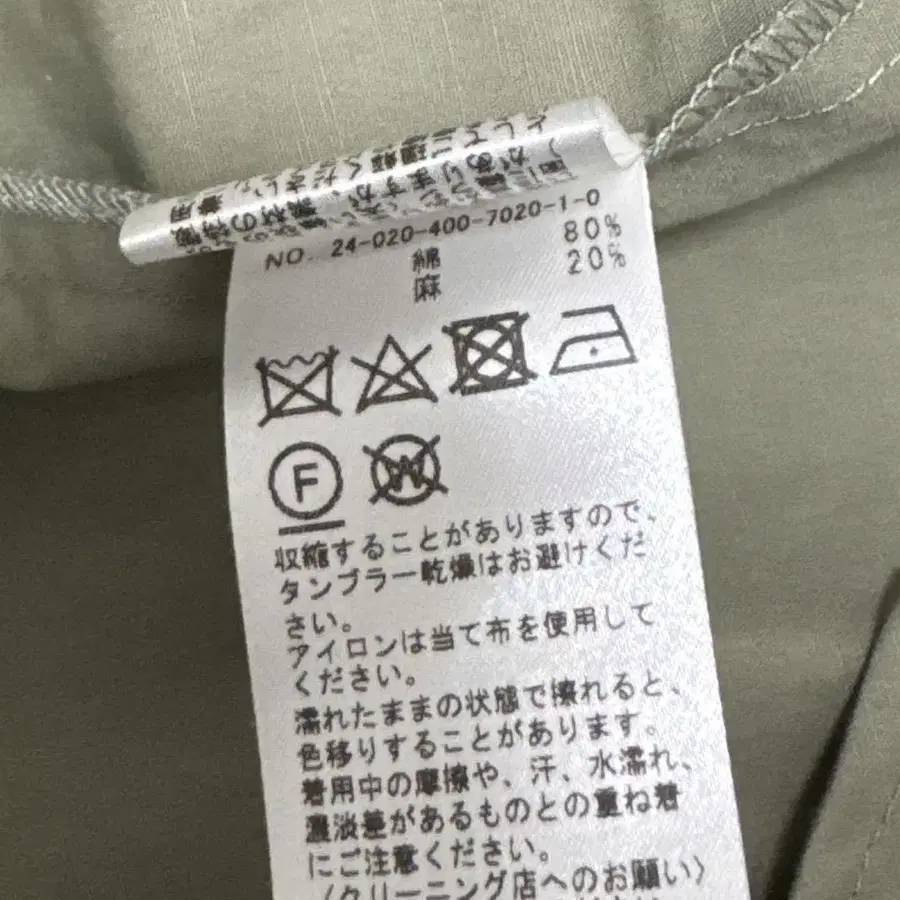 NO. 24-020-400-7020-1-0
綿 80%
麻 20%
F
W
収縮することがありますので、
タンブラー乾燥はお避けくだ
さい。
アイロンは当て布を使用して
ください。
濡れたままの状態で擦れると、
色移りすることがあります。
着用中の摩擦や、汗、水濡れ、
濃淡差があるものとの重ね着
にご注意ください。
〈クリーニング店へのお願い〉